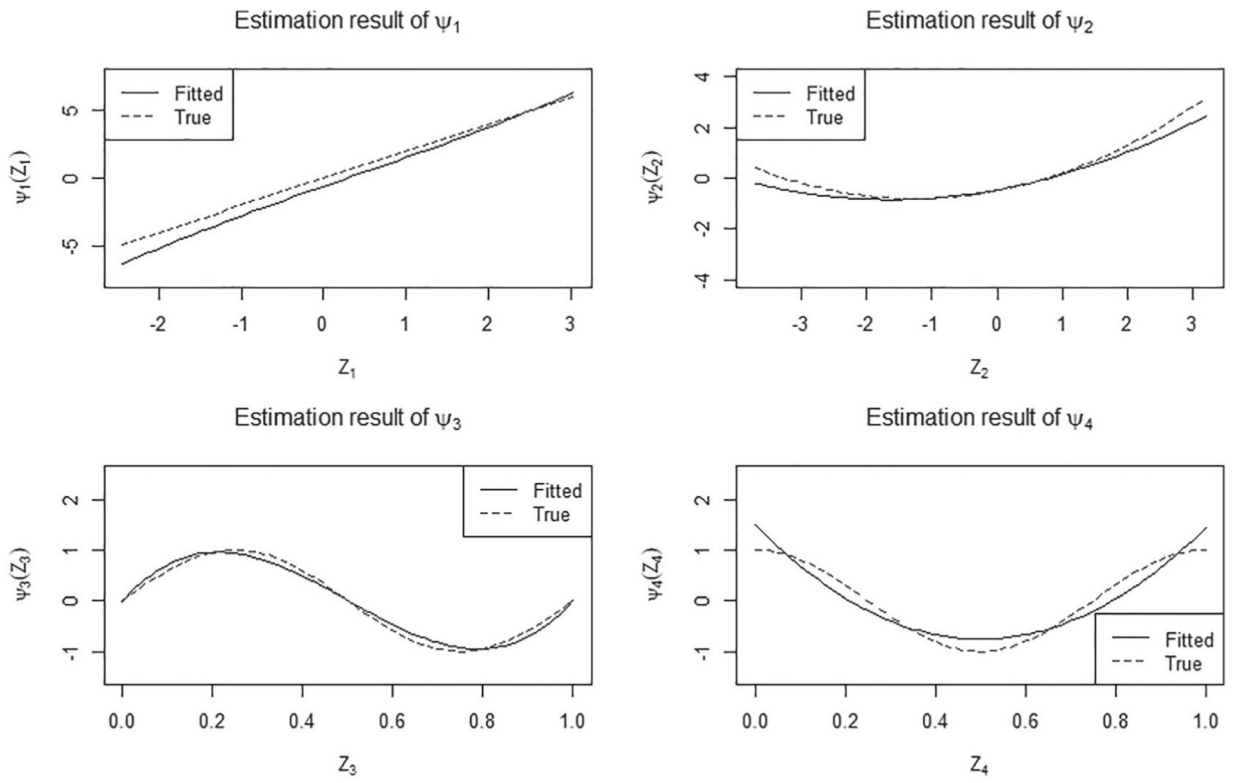 Estimation result of ψ1
Fitted
True
ψ1(Z1)
5
0
-5
-2 -1 0 1 2 3
Z1
Estimation result of ψ2
Fitted
True
ψ2(Z2)
4
2
0
-2
-4
-3 -2 -1 0 1 2 3
Z2
Estimation result of ψ3
Fitted
True
ψ3(Z3)
2
1
0
-1
0.0 0.2 0.4 0.6 0.8 1.0
Z3
Estimation result of ψ4
ψ4(Z4)
2
1
0
-1
Fitted
True
0.0 0.2 0.4 0.6 0.8 1.0
Z4